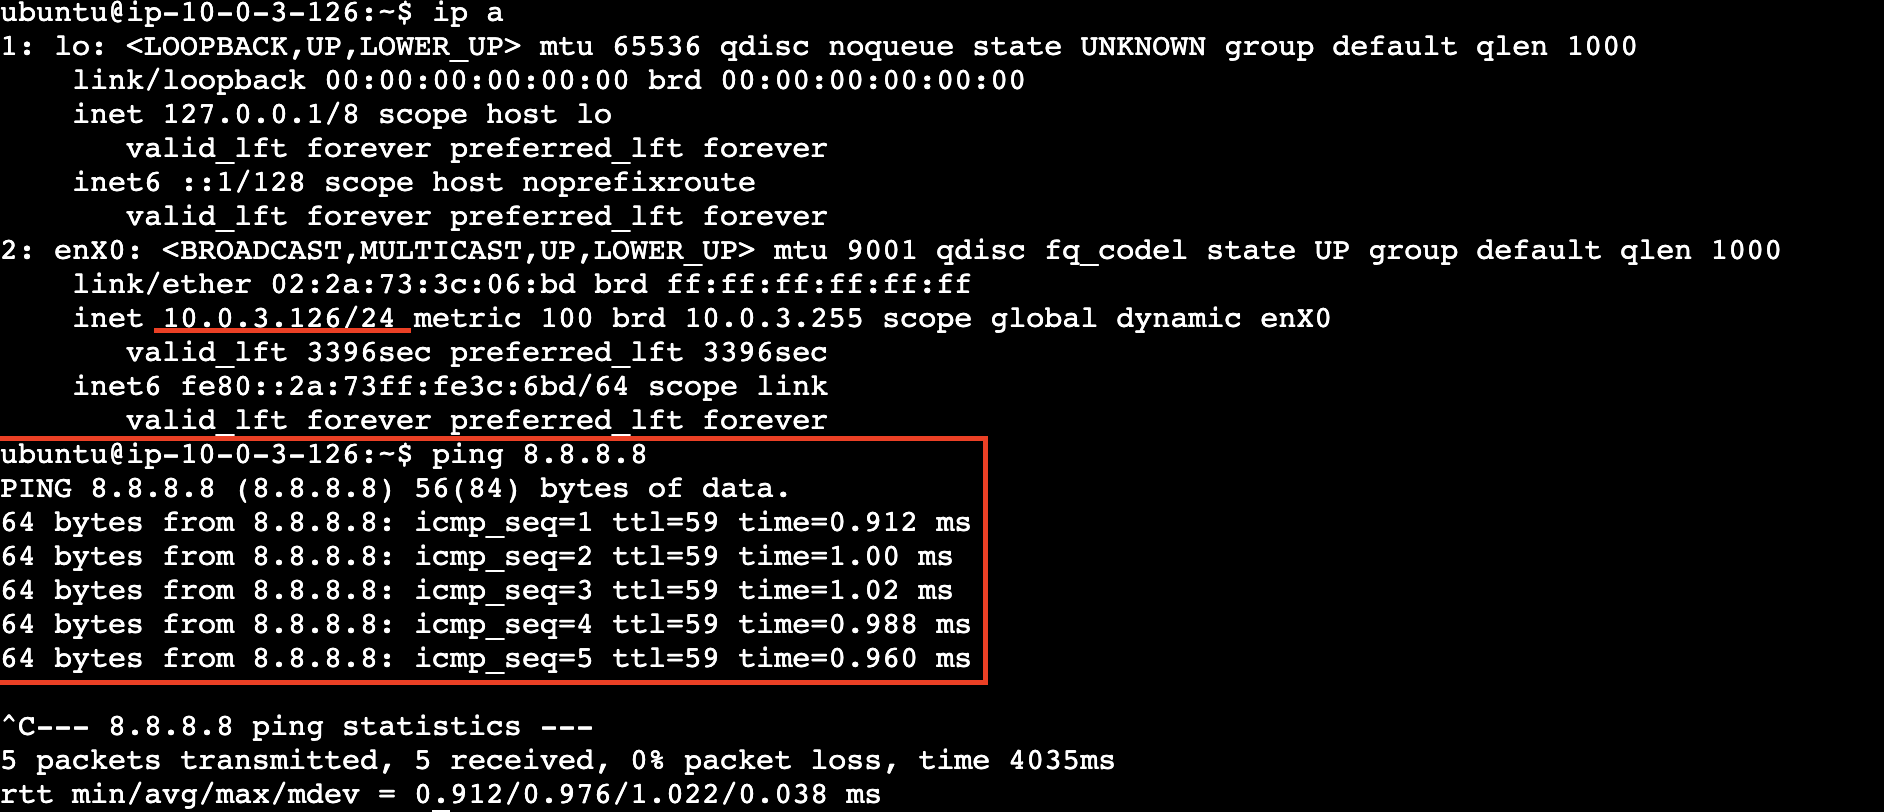 ubuntu@ip-10-0-3-126:~$ ip a
1: lo: <LOOPBACK,UP,LOWER_UP> mtu 65536 qdisc noqueue state UNKNOWN group default qlen 1000
    link/loopback 00:00:00:00:00:00 brd 00:00:00:00:00:00
    inet 127.0.0.1/8 scope host lo
       valid_lft forever preferred_lft forever
    inet6 ::1/128 scope host noprefixroute
       valid_lft forever preferred_lft forever
2: enX0: <BROADCAST,MULTICAST,UP,LOWER_UP> mtu 9001 qdisc fq_codel state UP group default qlen 1000
    link/ether 02:2a:73:3c:06:bd brd ff:ff:ff:ff:ff:ff
    inet 10.0.3.126/24 metric 100 brd 10.0.3.255 scope global dynamic enX0
       valid_lft 3396sec preferred_lft 3396sec
    inet6 fe80::2a:73ff:fe3c:6bd/64 scope link
       valid_lft forever preferred_lft forever
ubuntu@ip-10-0-3-126:~$ ping 8.8.8.8
PING 8.8.8.8 (8.8.8.8) 56(84) bytes of data.
64 bytes from 8.8.8.8: icmp_seq=1 ttl=59 time=0.912 ms
64 bytes from 8.8.8.8: icmp_seq=2 ttl=59 time=1.00 ms
64 bytes from 8.8.8.8: icmp_seq=3 ttl=59 time=1.02 ms
64 bytes from 8.8.8.8: icmp_seq=4 ttl=59 time=0.988 ms
64 bytes from 8.8.8.8: icmp_seq=5 ttl=59 time=0.960 ms
^C--- 8.8.8.8 ping statistics ---
5 packets transmitted, 5 received, 0% packet loss, time 4035ms
rtt min/avg/max/mdev = 0.912/0.976/1.022/0.038 ms